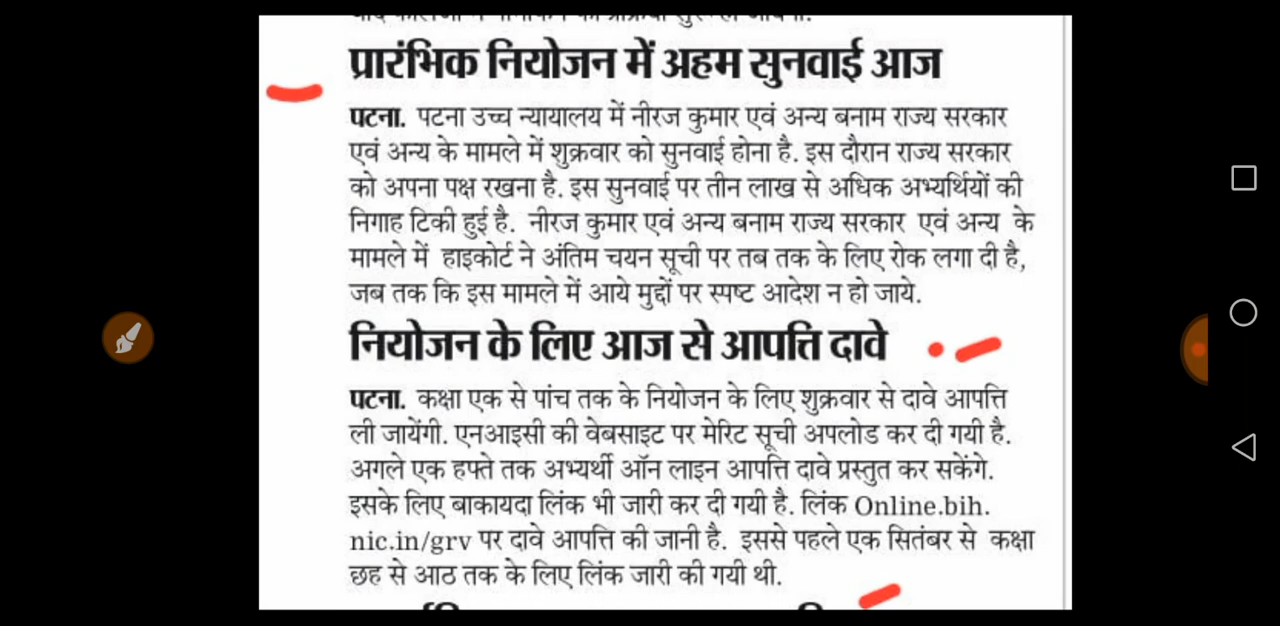 प्रारंभिक नियोजन में अहम सुनवाई आज
पटना. पटना उच्च न्यायालय में नीरज कुमार एवं अन्य बनाम राज्य सरकार
एवं अन्य के मामले में शुक्रवार को सुनवाई होना है. इस दौरान राज्य सरकार
को अपना पक्ष रखना है. इस सुनवाई पर तीन लाख से अधिक अभ्यर्थियों की
निगाह टिकी हुई है. नीरज कुमार एवं अन्य बनाम राज्य सरकार एवं अन्य के
मामले में हाइकोर्ट ने अंतिम चयन सूची पर तब तक के लिए रोक लगा दी है,
जब तक कि इस मामले में आये मुद्दों पर स्पष्ट आदेश न हो जाये.
नियोजन के लिए आज से आपत्ति दावे
पटना. कक्षा एक से पांच तक के नियोजन के लिए शुक्रवार से दावे आपत्ति
ली जायेंगी. एनआइसी की वेबसाइट पर मेरिट सूची अपलोड कर दी गयी है.
अगले एक हफ्ते तक अभ्यर्थी ऑन लाइन आपत्ति दावे प्रस्तुत कर सकेंगे.
इसके लिए बाकायदा लिंक भी जारी कर दी गयी है. लिंक Online.bih.
nic.in/grv पर दावे आपत्ति की जानी है. इससे पहले एक सितंबर से कक्षा
छह से आठ तक के लिए लिंक जारी की गयी थी.